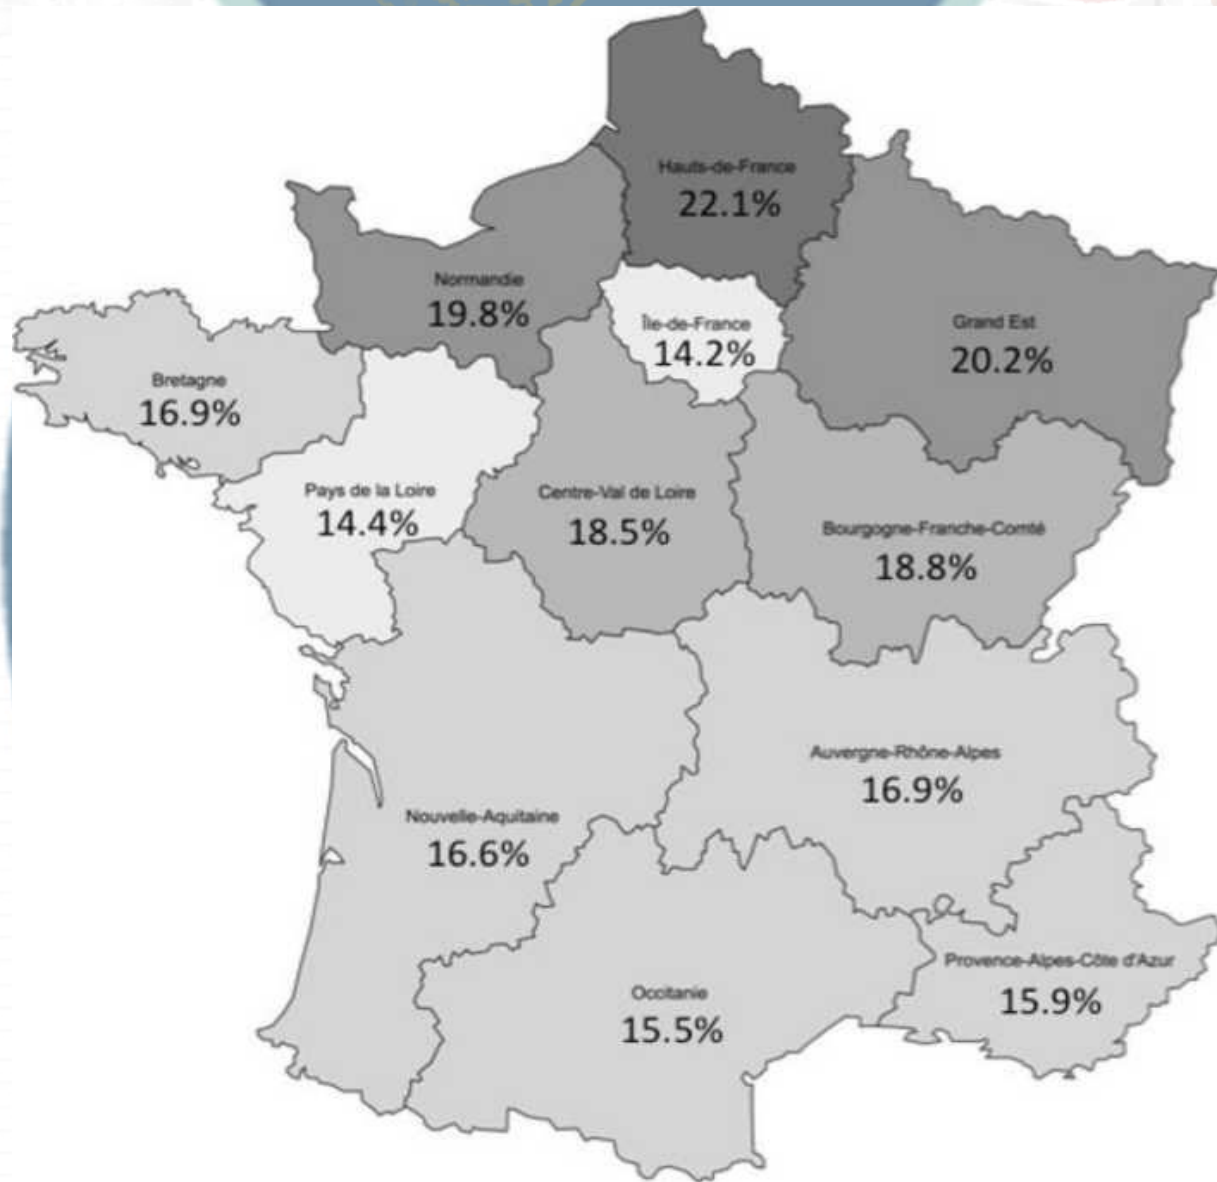 Hauts-de-France
22.1%
Normandie
19.8%
Île-de-France
14.2%
Grand Est
20.2%
Bretagne
16.9%
Pays de la Loire
14.4%
Centre-Val de Loire
18.5%
Bourgogne-Franche-Comté
18.8%
Auvergne-Rhône-Alpes
16.9%
Nouvelle-Aquitaine
16.6%
Occitanie
15.5%
Provence-Alpes-Côte d'Azur
15.9%